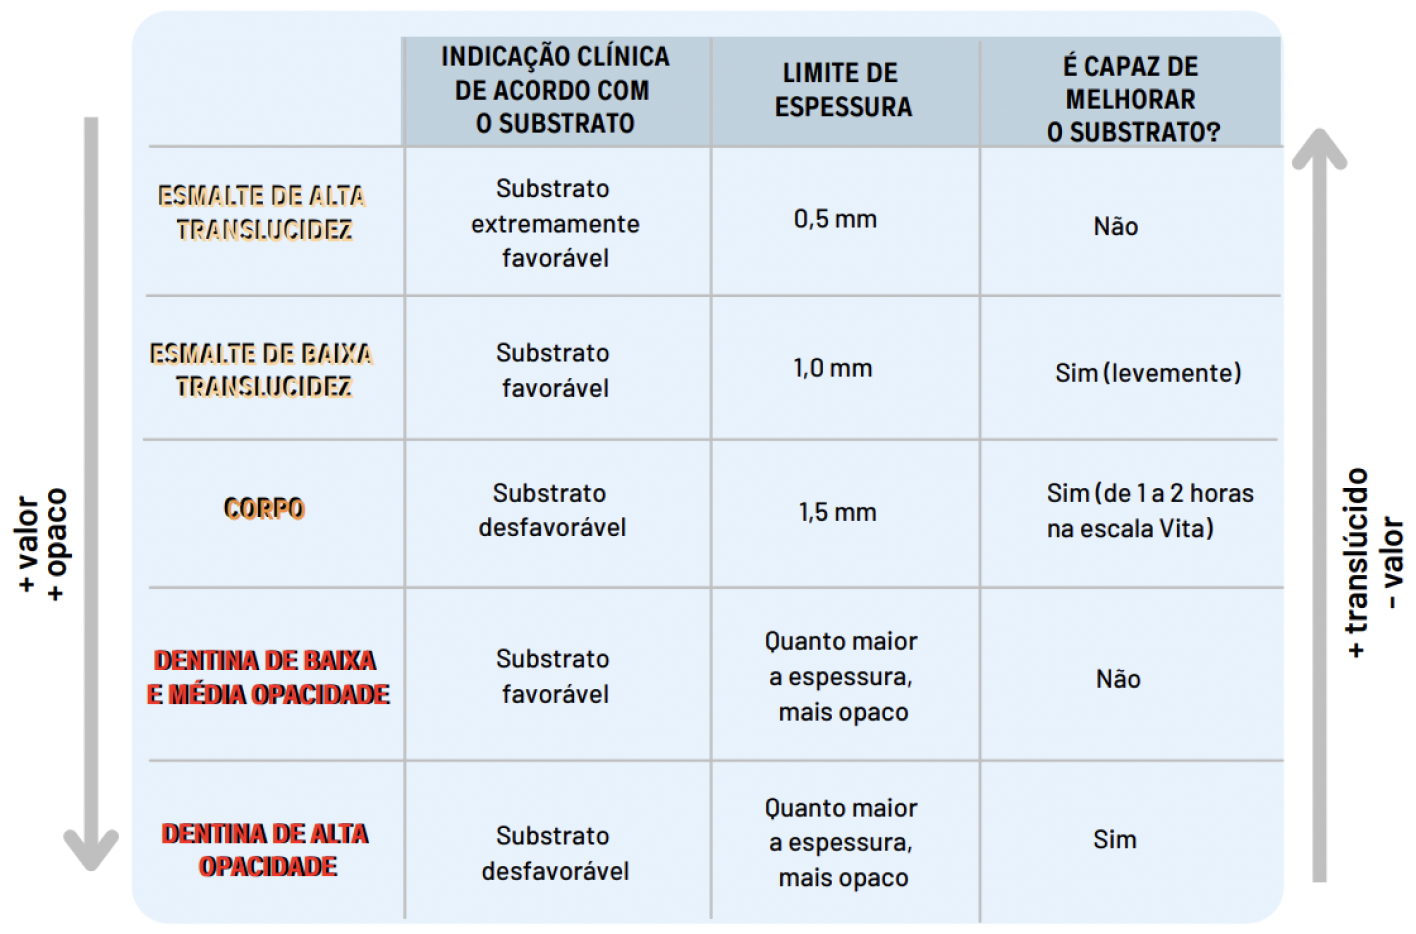 INDICAÇÃO CLÍNICA
DE ACORDO COM
O SUBSTRATO
LIMITE DE
ESPESSURA
É CAPAZ DE
MELHORAR
O SUBSTRATO?
ESMALTE DE ALTA
TRANSLUCIDEZ
Substrato
extremamente
favorável
0,5 mm
Não
ESMALTE DE BAIXA
TRANSLUCIDEZ
Substrato
favorável
1,0 mm
Sim (levemente)
CORPO
Substrato
desfavorável
1,5 mm
Sim (de 1 a 2 horas
na escala Vita)
DENTINA DE BAIXA
E MÉDIA OPACIDADE
Substrato
favorável
Quanto maior
a espessura,
mais opaco
Não
DENTINA DE ALTA
OPACIDADE
Substrato
desfavorável
Quanto maior
a espessura,
mais opaco
Sim
+ valor
+ opaco
+ translúcido
- valor